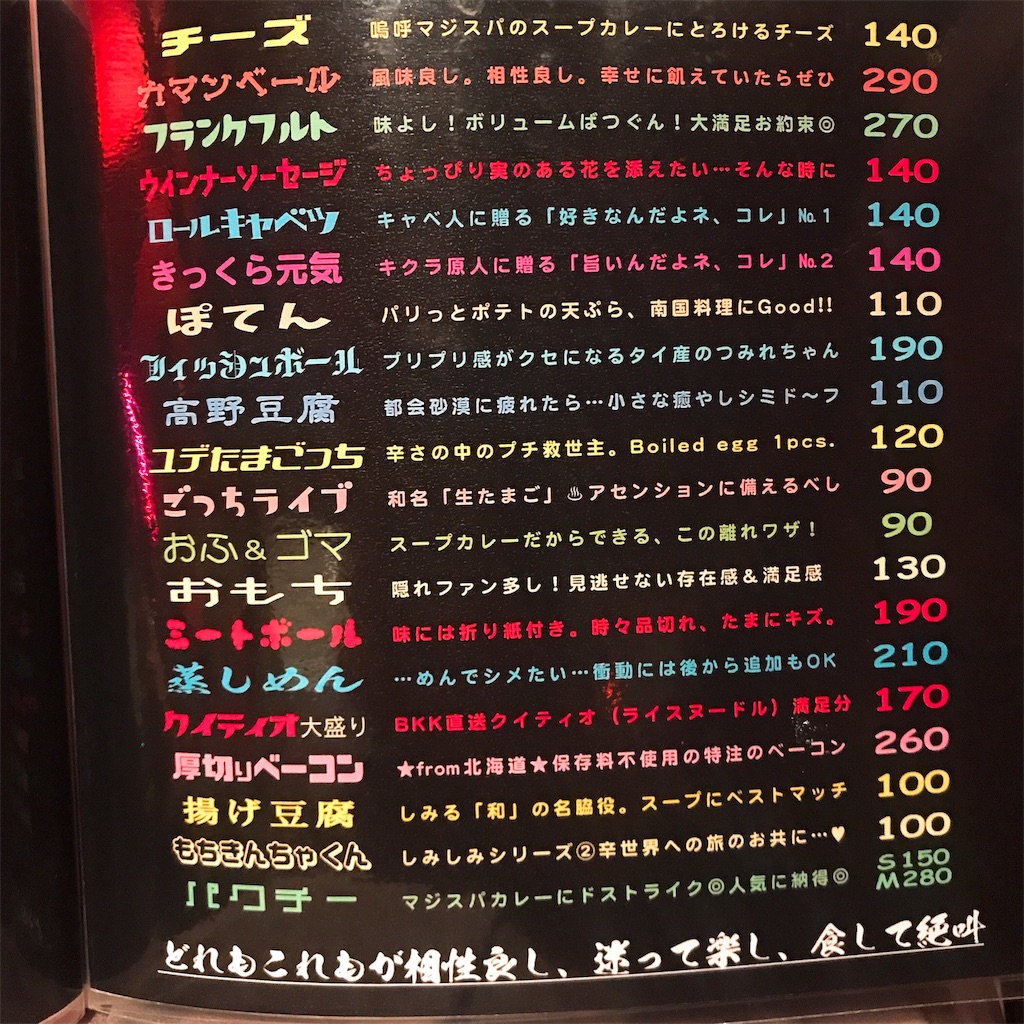 チーズ 嗚呼マジスパのスープカレーにとろけるチーズ 140
カマンベール 風味良し。相性良し。幸せに飢えていたらぜひ 290
フランクフルト 味よし！ボリュームばつぐん！大満足お約束◎ 270
ウインナーソーセージ ちょっぴり実のある花を添えたい…そんな時に 140
ロールキャベツ キャベ人に贈る「好きなんだよネ、コレ」№1 140
きっくら元気 キクラ原人に贈る「旨いんだよネ、コレ」№2 140
ぽてん パリっとポテトの天ぷら、南国料理にGood!! 110
フィッシュボール プリプリ感がクセになるタイ産のつみれちゃん 190
高野豆腐 都会砂漠に疲れたら…小さな癒やしシミド～フ 110
ユデたまごっち 辛さの中のプチ救世主。Boiled egg 1pcs. 120
ごっちライブ 和名「生たまご」♨アセンションに備えるべし 90
おふ＆ゴマ スープカレーだからできる、この離れワザ！ 90
おもち 隠れファン多し！見逃せない存在感＆満足感 130
ミートボール 味には折り紙付き。時々品切れ、たまにキズ。 190
蒸しめん …めんでシメたい…衝動には後から追加もOK 210
クイティオ大盛り BKK直送クイティオ（ライスヌードル）満足分 170
厚切りベーコン ★from北海道★保存料不使用の特注のベーコン 260
揚げ豆腐 しみる「和」の名脇役。スープにベストマッチ 100
もちきんちゃくん しみしみシリーズ②辛世界への旅のお共に…♥ 100
パクチー マジスパカレーにドストライク◎人気に納得◎ S150 M280
どれもこれもが相性良し、迷って楽し、食して絶叫